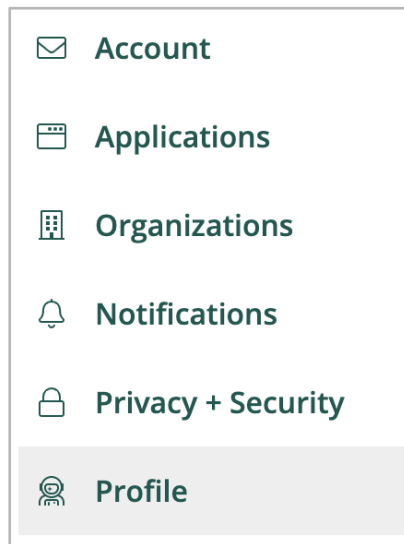 Account
Applications
Organizations
Notifications
Privacy + Security
Profile